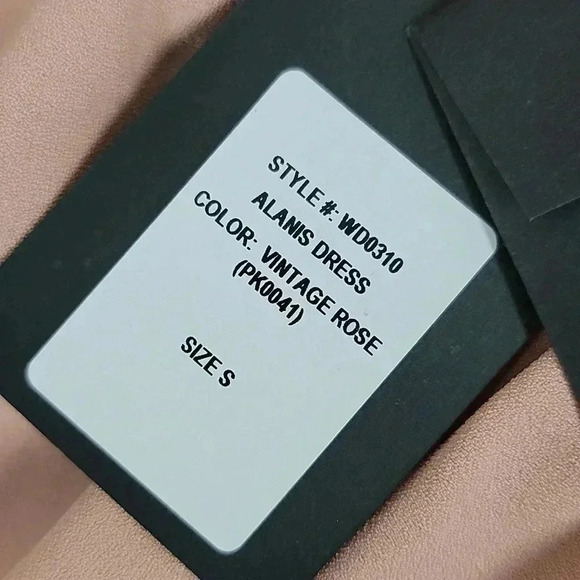 STYLE #: WD0310
ALANIS DRESS
COLOR: VINTAGE ROSE
(PK0041)
SIZE S